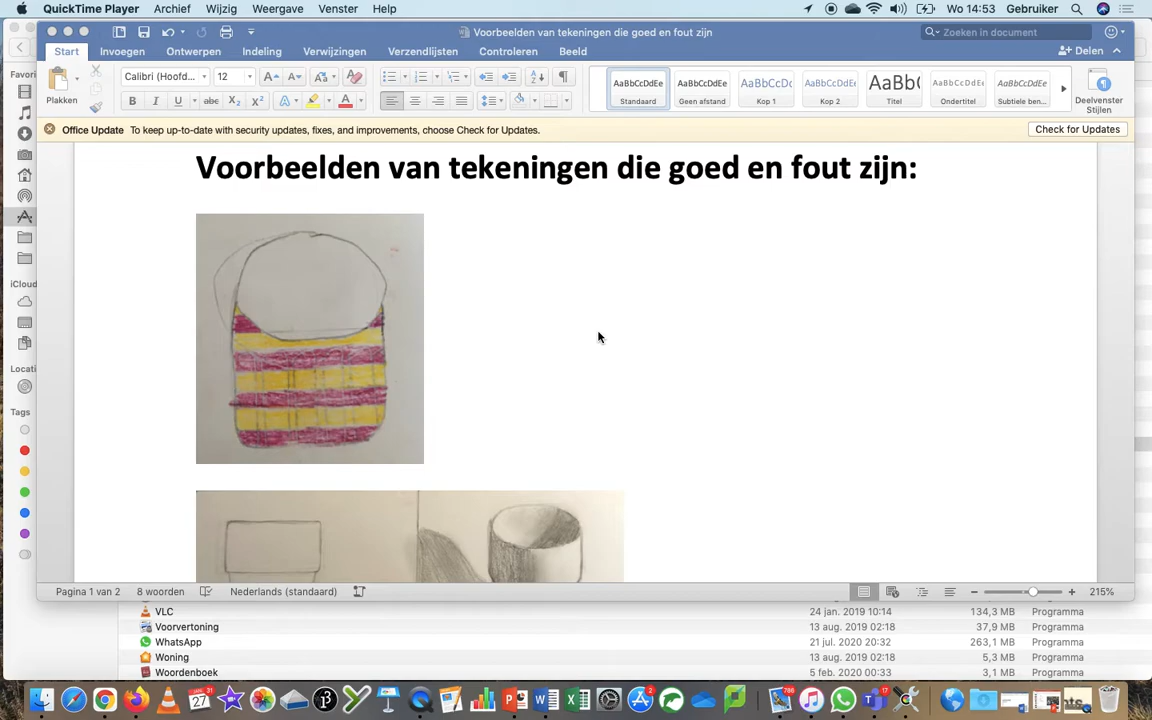 QuickTime Player Archief Wijzig Weergave Venster Help Wo 14:53 Gebruiker
Voorbeelden van tekeningen die goed en fout zijn Zoeken in document
Start Invoegen Ontwerpen Indeling Verwijzingen Verzendlijsten Controleren Beeld Delen
Plakken
Calibri (Hoofd... 12
AaBbCcDdEe AaBbCcDdEe AaBbCcDc AaBbCcDdE AaBb( AaBbCcDdEe AaBbCcDdEe
Standaard Geen afstand Kop 1 Kop 2 Titel Ondertitel Subtiele ben... Deelvenster
Stijlen
Office Update To keep up-to-date with security updates, fixes, and improvements, choose Check for Updates. Check for Updates
Favori
iCloud
Locati
Tags
Voorbeelden van tekeningen die goed en fout zijn:
Pagina 1 van 2 8 woorden Nederlands (standaard) 215%
VLC 24 jan. 2019 10:14 134,3 MB Programma
Voorvertoning 13 aug. 2019 02:18 37,9 MB Programma
WhatsApp 21 jul. 2020 20:32 263,1 MB Programma
Woning 13 aug. 2019 02:18 5,3 MB Programma
Woordenboek 5 feb. 2020 00:33 3,1 MB Programma
27
2
786
17